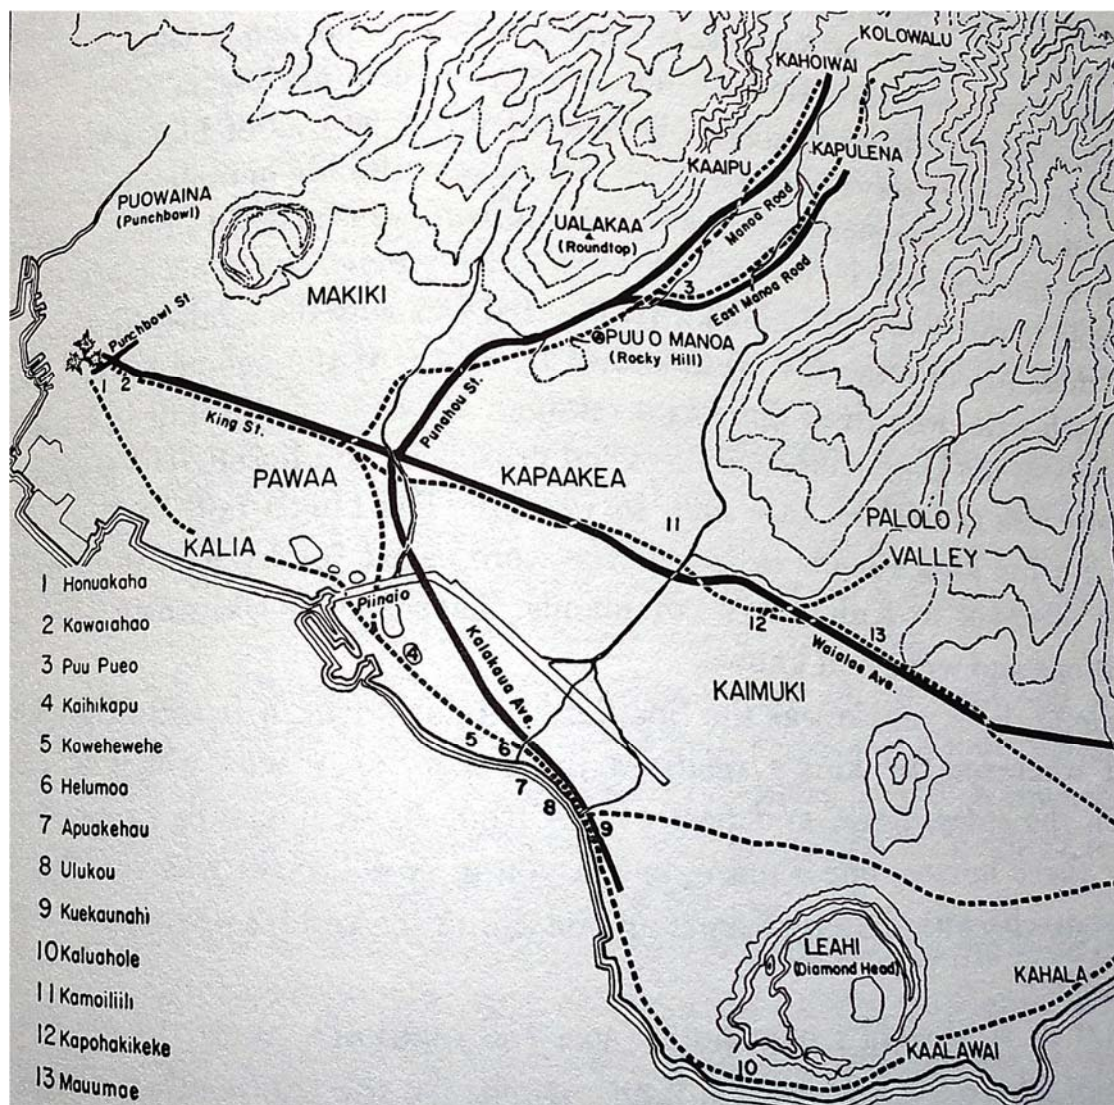 KOLOWALU
KAHOIWAI
KAPULENA
KAAIPU
PUOWAINA
(Punchbowl)
UALAKAA
(Roundtop)
Manoa Road
MAKIKI
3
East Manoa Road
Punchbowl St
PUU O MANOA
(Rocky Hill)
1 2
King St.
Punahou St.
PAWAA
KAPAAKEA
11
PALOLO
VALLEY
KALIA
Piinaio
12
13
Waialae Ave.
4
Kalakaua Ave.
KAIMUKI
5
6
7
8
9
LEAHI
(Diamond Head)
KAHALA
KAALAWAI
10
1 Honuakaha
2 Kawaiahao
3 Puu Pueo
4 Kaihikapu
5 Kawehewehe
6 Helumoa
7 Apuakehau
8 Ulukou
9 Kuekaunahi
10 Kaluahole
11 Kamoiliili
12 Kapohakikeke
13 Mauumae